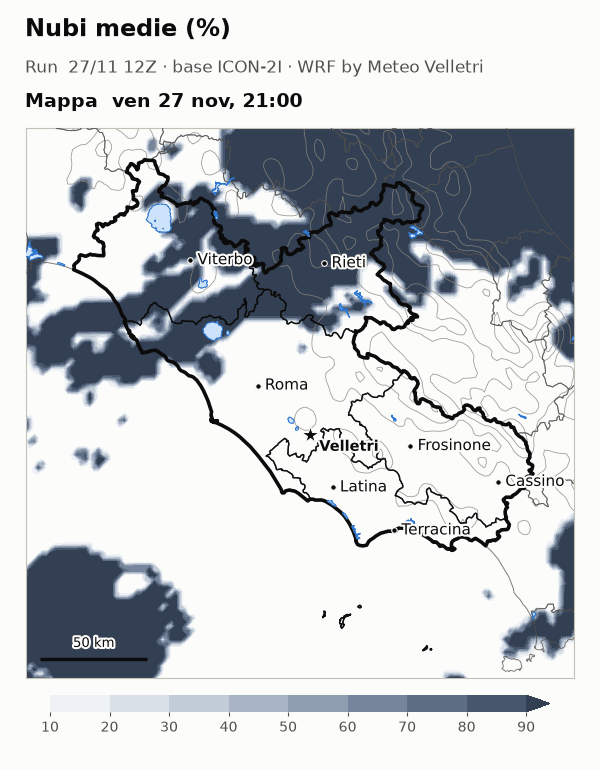 Nubi medie (%)
Run 27/11 12Z · base ICON-2I · WRF by Meteo Velletri
Mappa ven 27 nov, 21:00
Viterbo
Rieti
Roma
Velletri
Frosinone
Latina
Cassino
Terracina
50 km
10 20 30 40 50 60 70 80 90